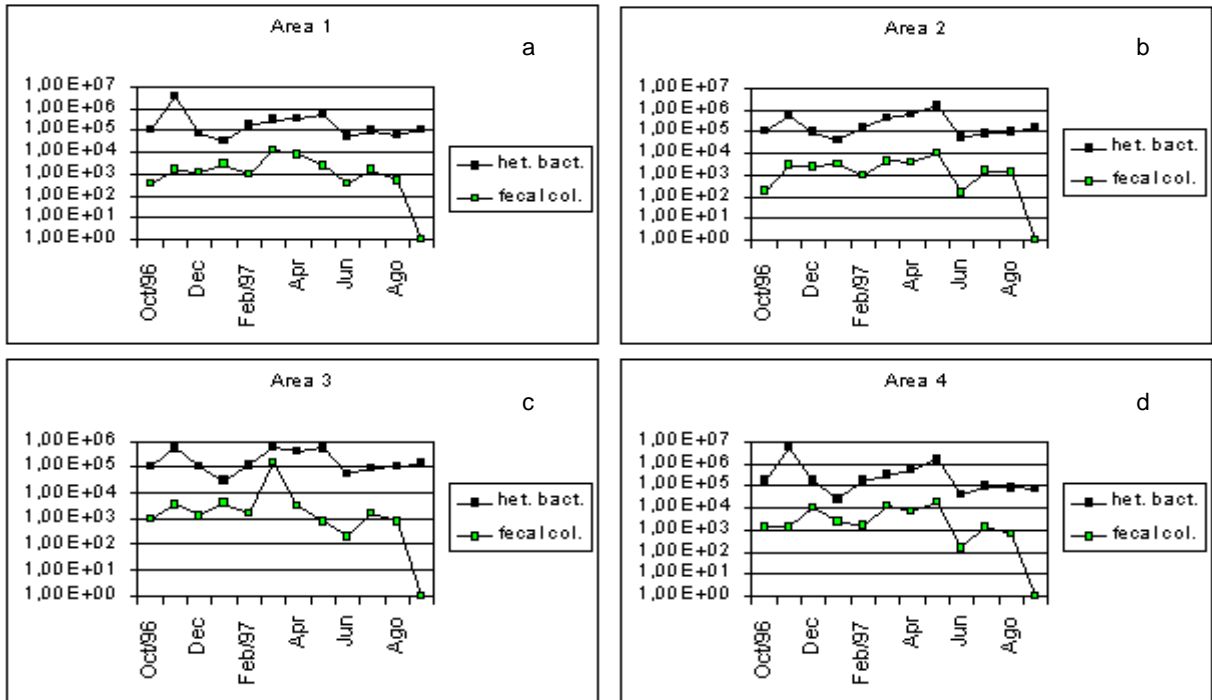 Area 1
a
1,00E+07
1,00E+06
1,00E+05
1,00E+04
1,00E+03
1,00E+02
1,00E+01
1,00E+00
Oct/96
Dec
Feb/97
Apr
Jun
Ago
het. bact.
fecal col.
Area 2
b
1,00E+07
1,00E+06
1,00E+05
1,00E+04
1,00E+03
1,00E+02
1,00E+01
1,00E+00
Oct/96
Dec
Feb/97
Apr
Jun
Ago
het. bact.
fecal col.
Area 3
c
1,00E+06
1,00E+05
1,00E+04
1,00E+03
1,00E+02
1,00E+01
1,00E+00
Oct/96
Dec
Feb/97
Apr
Jun
Ago
het. bact.
fecal col.
Area 4
d
1,00E+07
1,00E+06
1,00E+05
1,00E+04
1,00E+03
1,00E+02
1,00E+01
1,00E+00
Oct/96
Dec
Feb/97
Apr
Jun
Ago
het. bact.
fecal col.